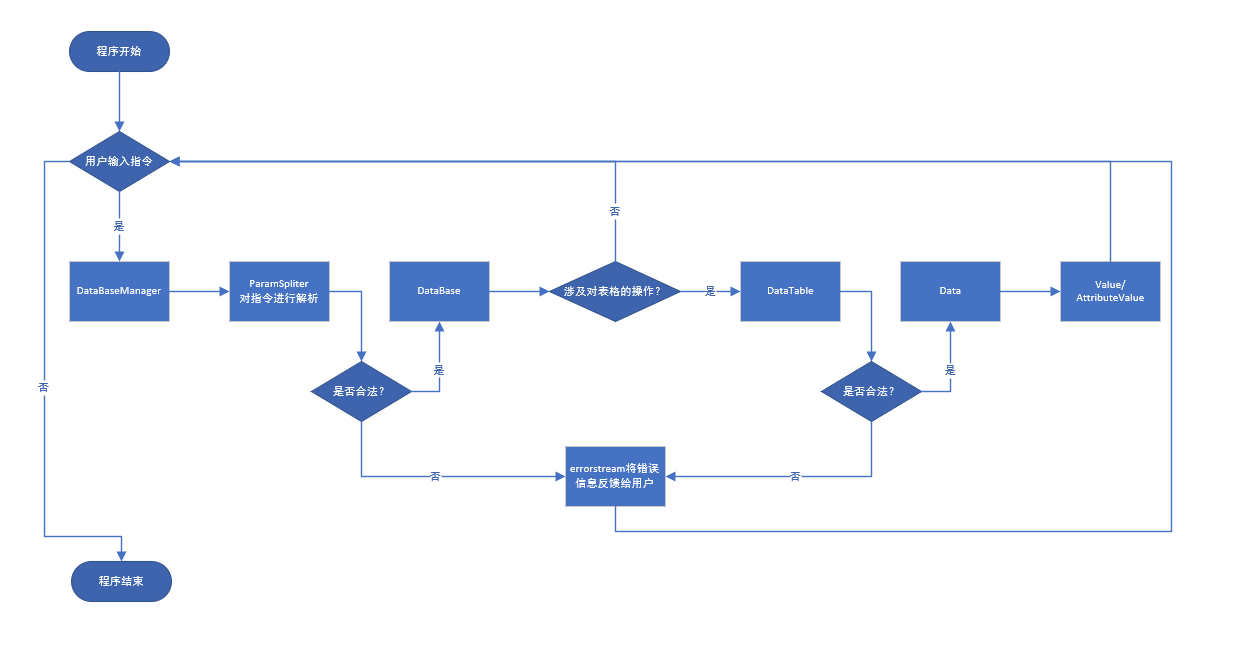 程序开始
用户输入指令
否
是
DataBaseManager
ParamSpliter
对指令进行解析
DataBase
涉及对表格的操作?
是
DataTable
Data
Value/
AttributeValue
否
是否合法?
是
是否合法?
是
否
errorstream将错误
信息反馈给用户
否
否
程序结束